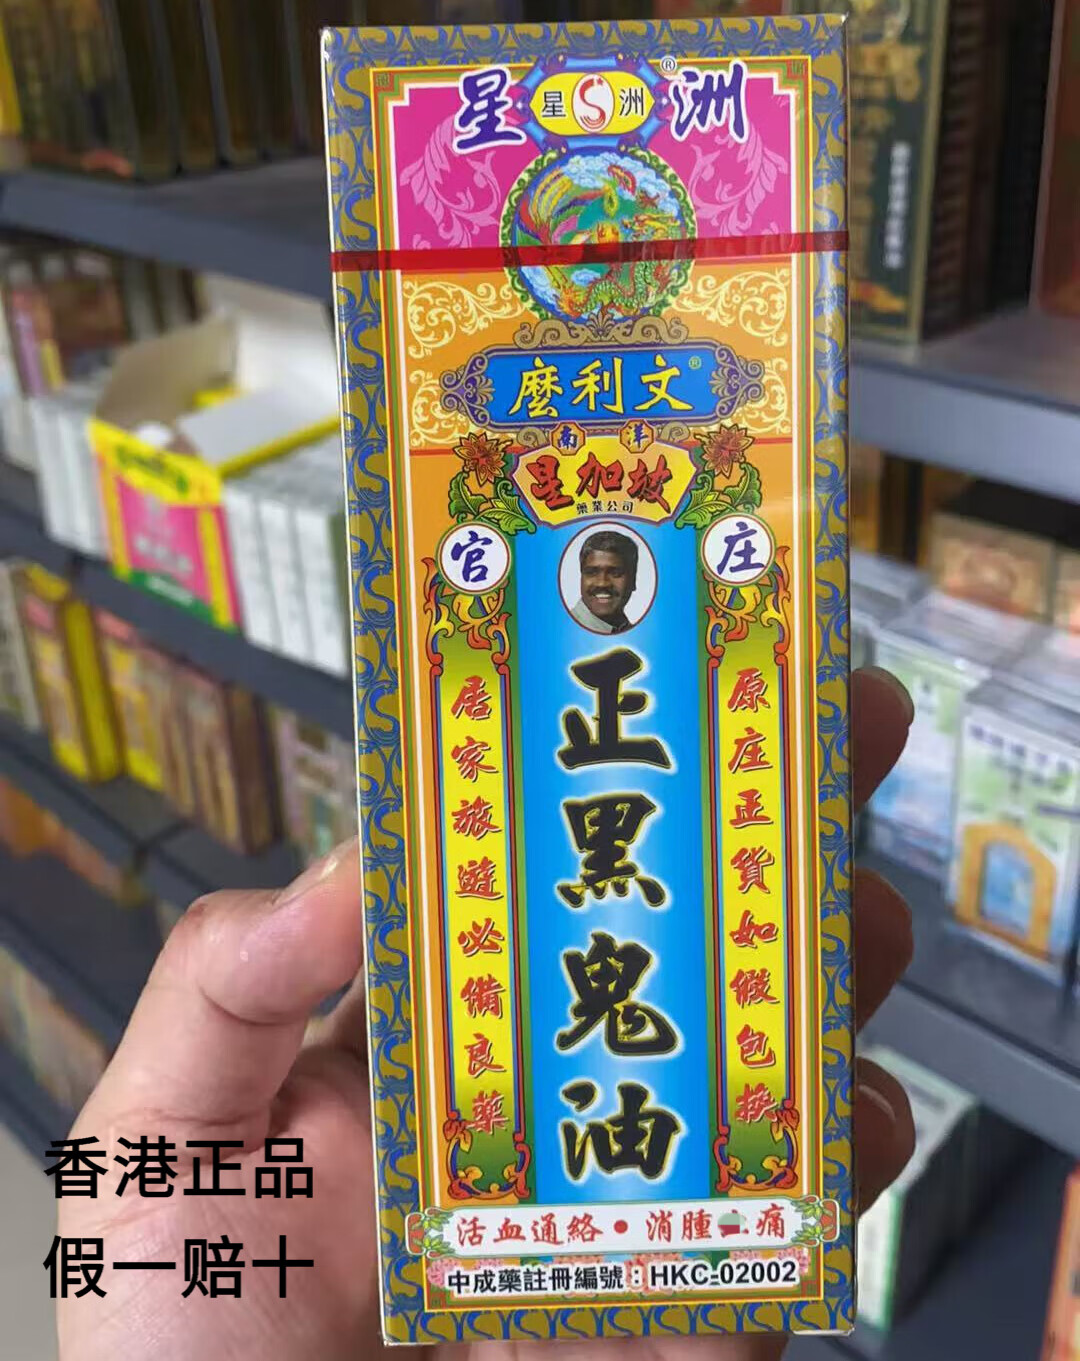 星洲
星S洲®
麼利文®
南洋
星加坡
藥業公司
官庄
正黑鬼油
居家旅遊必備良藥
原庄正貨如假包換
活血通絡•消腫痛
中成藥註冊編號：HKC-02002
香港正品
假一赔十